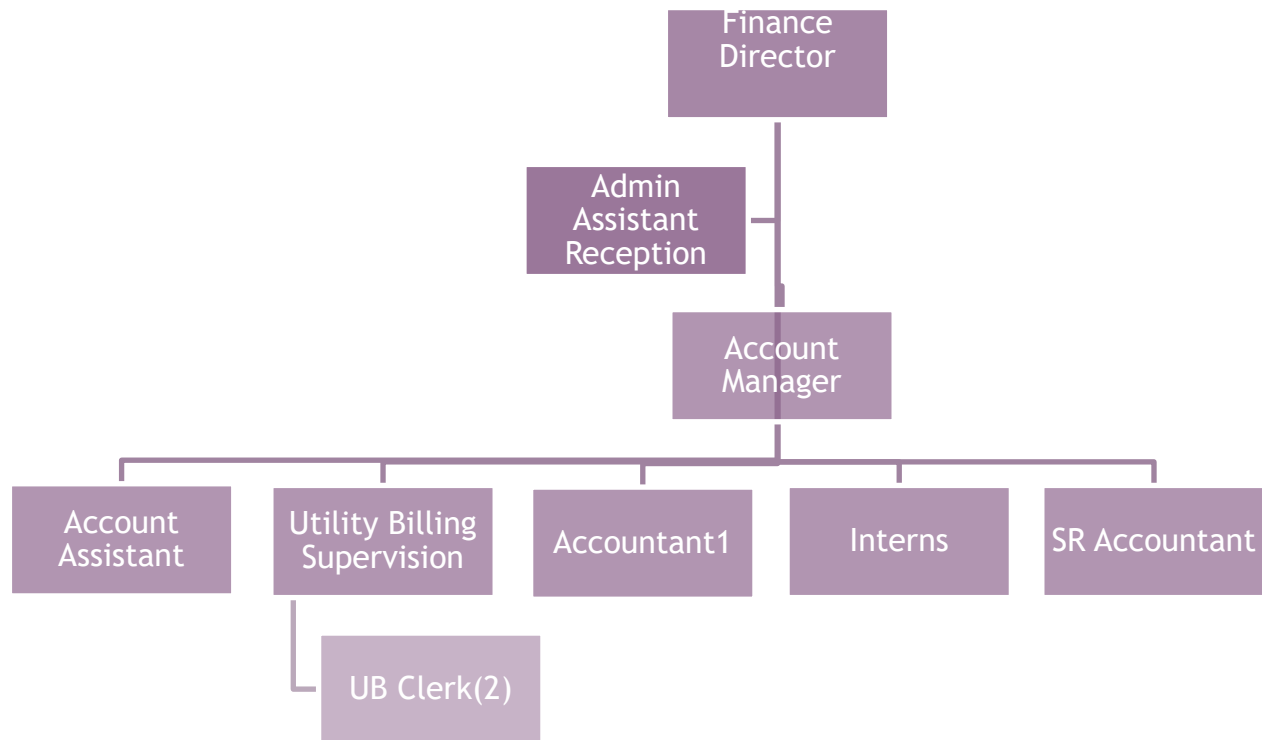 Finance
Director
Admin
Assistant
Reception
Account
Manager
Account
Assistant
Utility Billing
Supervision
Accountant1
Interns
SR Accountant
UB Clerk(2)